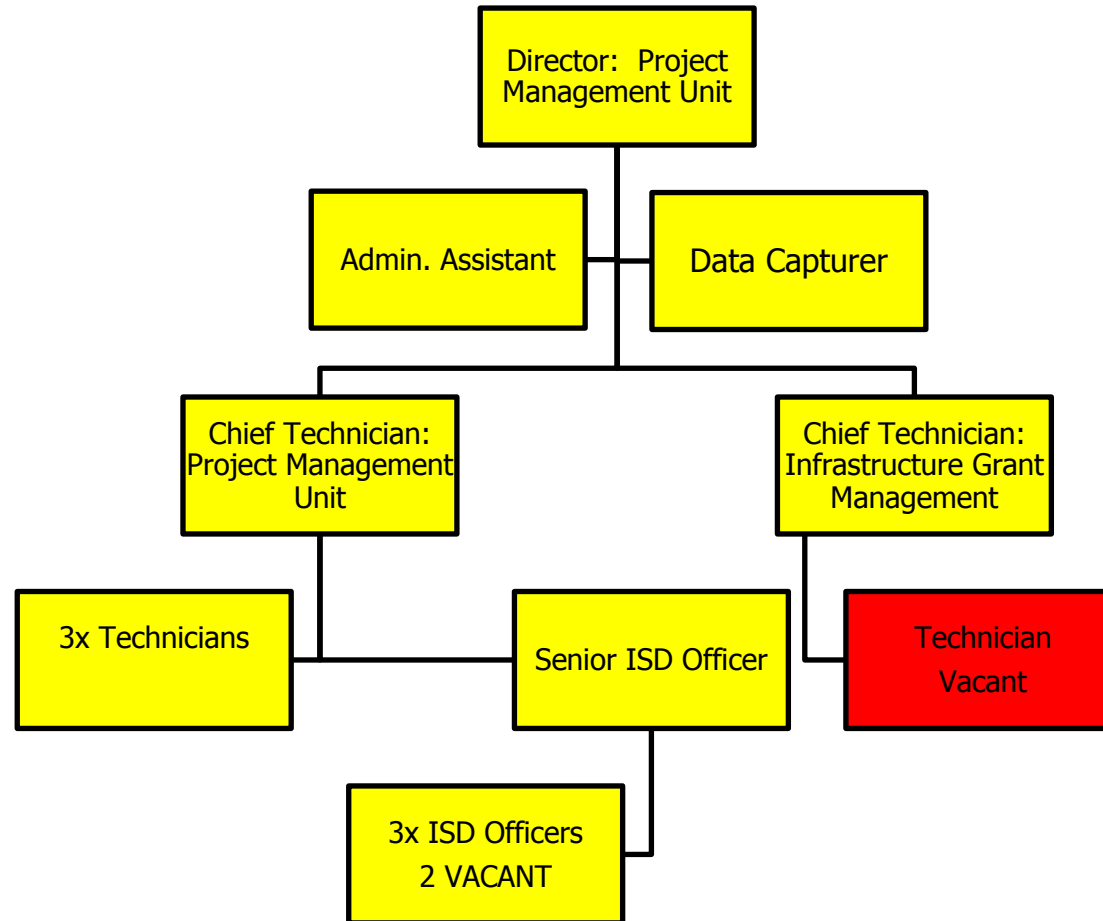 Director: Project
Management Unit
Admin. Assistant
Data Capturer
Chief Technician:
Project Management
Unit
Chief Technician:
Infrastructure Grant
Management
3x Technicians
Senior ISD Officer
Technician
Vacant
3x ISD Officers
2 VACANT